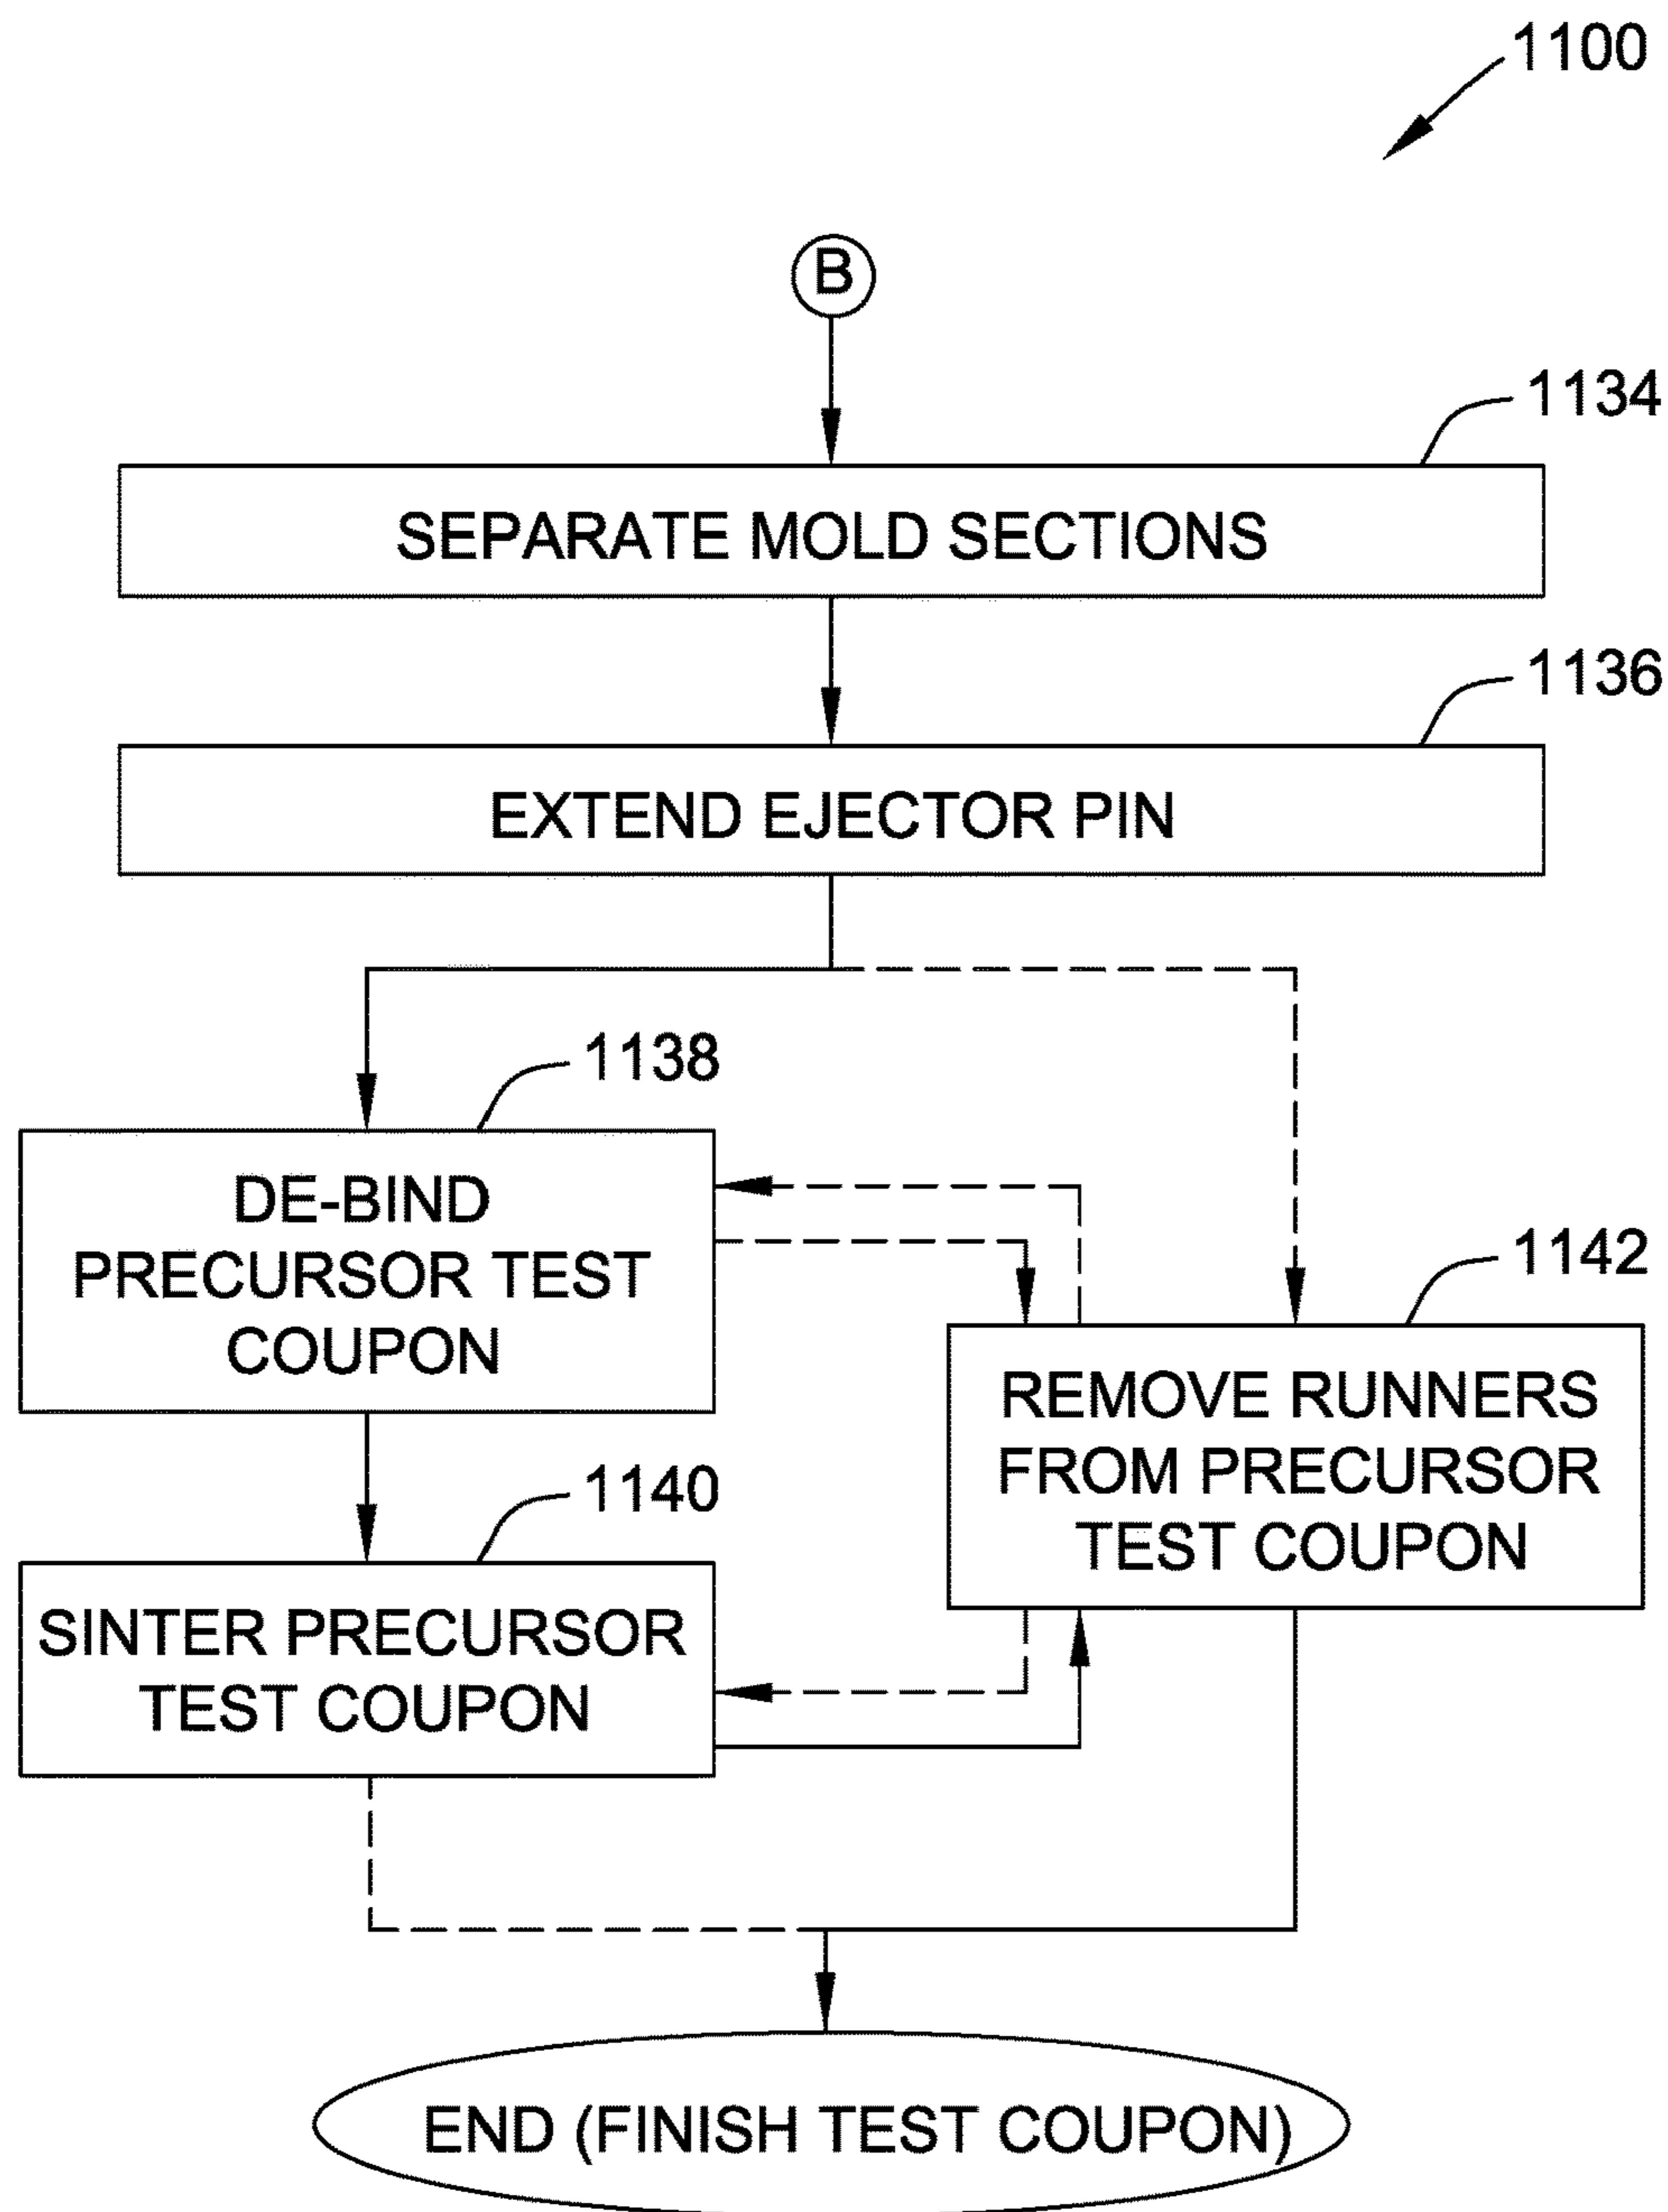 1100
B
1134
SEPARATE MOLD SECTIONS
1136
EXTEND EJECTOR PIN
1138
DE-BIND
PRECURSOR TEST
COUPON
1142
REMOVE RUNNERS
FROM PRECURSOR
TEST COUPON
1140
SINTER PRECURSOR
TEST COUPON
END (FINISH TEST COUPON)